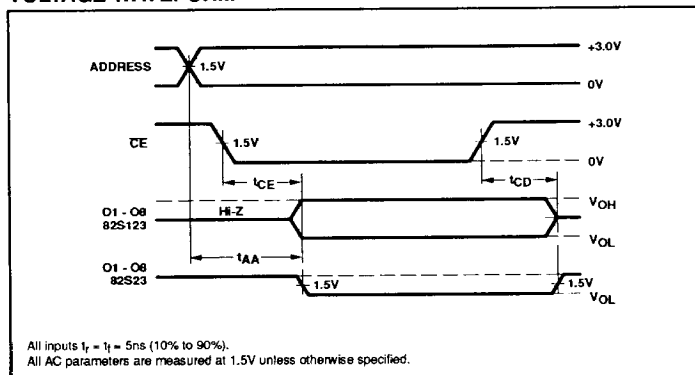 ADDRESS
1.5V
+3.0V
0V
CE
1.5V
1.5V
+3.0V
0V
tCE
tCD
O1 - O8
82S123
Hi-Z
VOH
VOL
tAA
O1 - O8
82S23
1.5V
1.5V
VOL
All inputs tr = tf = 5ns (10% to 90%).
All AC parameters are measured at 1.5V unless otherwise specified.